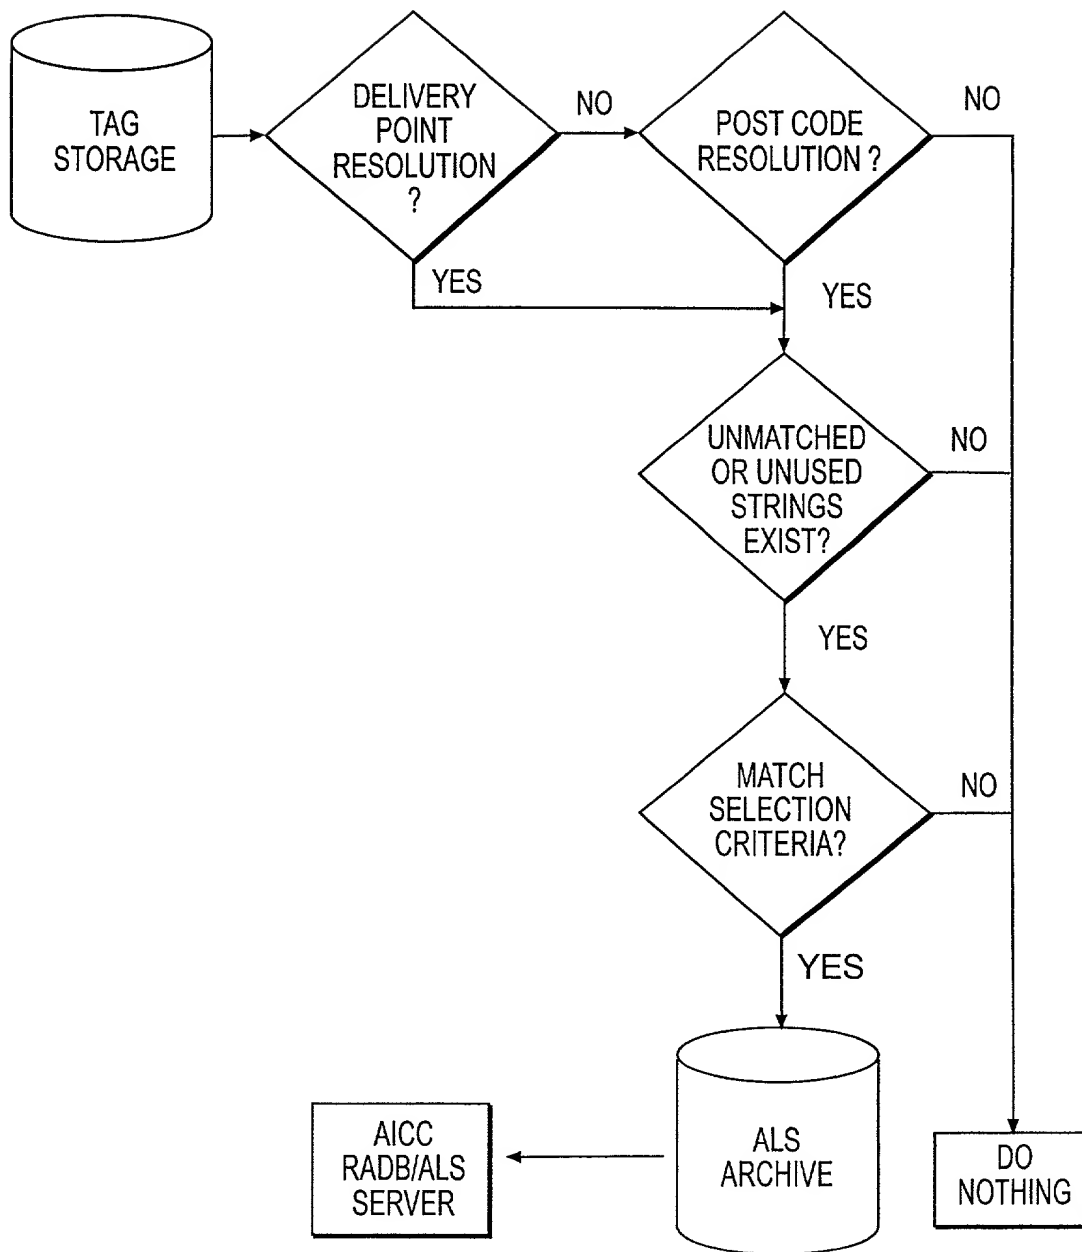 TAG
STORAGE
DELIVERY
POINT
RESOLUTION
?
NO
POST CODE
RESOLUTION ?
NO
YES
YES
UNMATCHED
OR UNUSED
STRINGS
EXIST?
NO
YES
MATCH
SELECTION
CRITERIA?
NO
YES
ALS
ARCHIVE
AICC
RADB/ALS
SERVER
DO
NOTHING